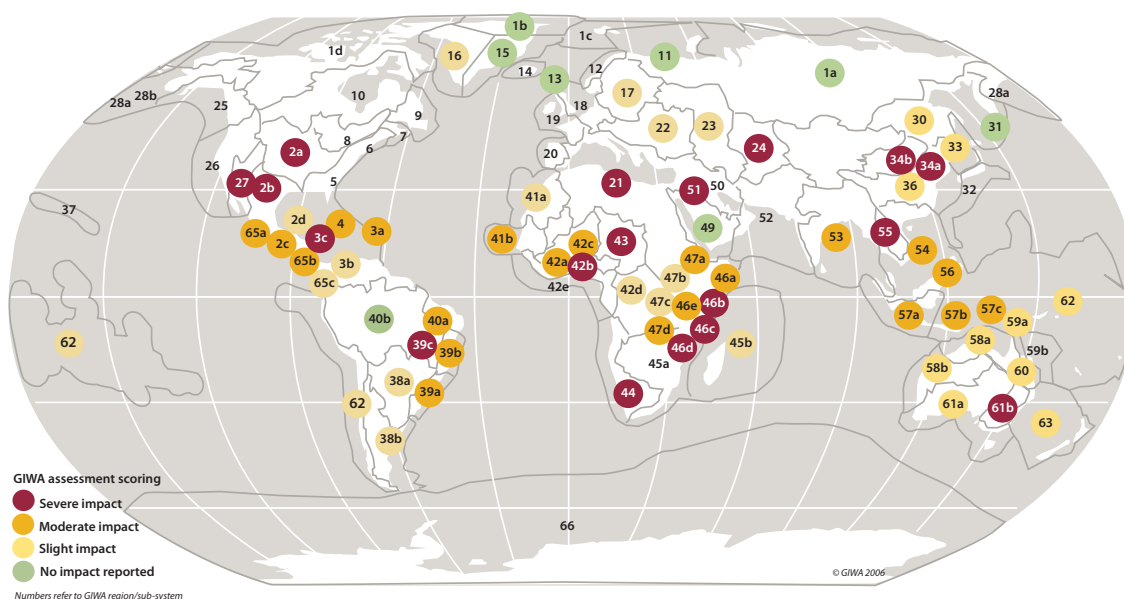 1b
1c
1d
16
15
11
14
12
13
1a
17
10
28a
28b
25
28a
18
9
19
30
31
22
23
7
8
6
33
2a
24
20
34b
34a
26
27
2b
5
21
51
50
36
32
41a
37
2d
4
52
49
65a
3a
3c
2c
41b
42c
43
53
55
54
65b
3b
42a
42b
47a
56
65c
47b
46a
42e
42d
47c
46e
46b
62
40b
40a
57a
57b
57c
59a
47d
46c
62
39c
39b
46d
45b
58a
59b
45a
58b
60
38a
39a
44
62
61a
61b
63
38b
GIWA assessment scoring
Severe impact
Moderate impact
66
Slight impact
No impact reported
© GIWA 2006
Numbers refer to GIWA region/sub-system